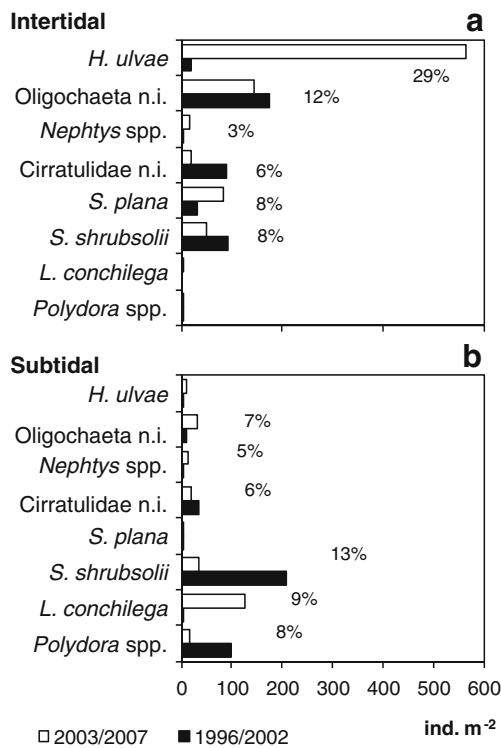 Intertidal
a
H. ulvae
29%
Oligochaeta n.i.
12%
Nephtys spp.
3%
Cirratulidae n.i.
6%
S. plana
8%
S. shrubsolii
8%
L. conchilega
Polydora spp.
Subtidal
b
H. ulvae
Oligochaeta n.i.
7%
Nephtys spp.
5%
Cirratulidae n.i.
6%
S. plana
S. shrubsolii
13%
L. conchilega
9%
Polydora spp.
8%
0 100 200 300 400 500 600
ind. m⁻²
2003/2007 1996/2002